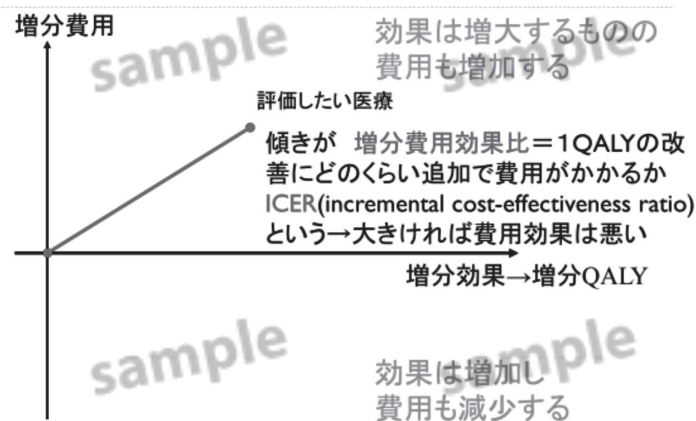 増分費用
sample
効果は増大するものの
費用も増加する
sample
評価したい医療
傾きが 増分費用効果比＝1QALYの改
善にどのくらい追加で費用がかかるか
ICER(incremental cost-effectiveness ratio)
という→大きければ費用効果は悪い
増分効果→増分QALY
sample
効果は増加し
費用も減少する
sample